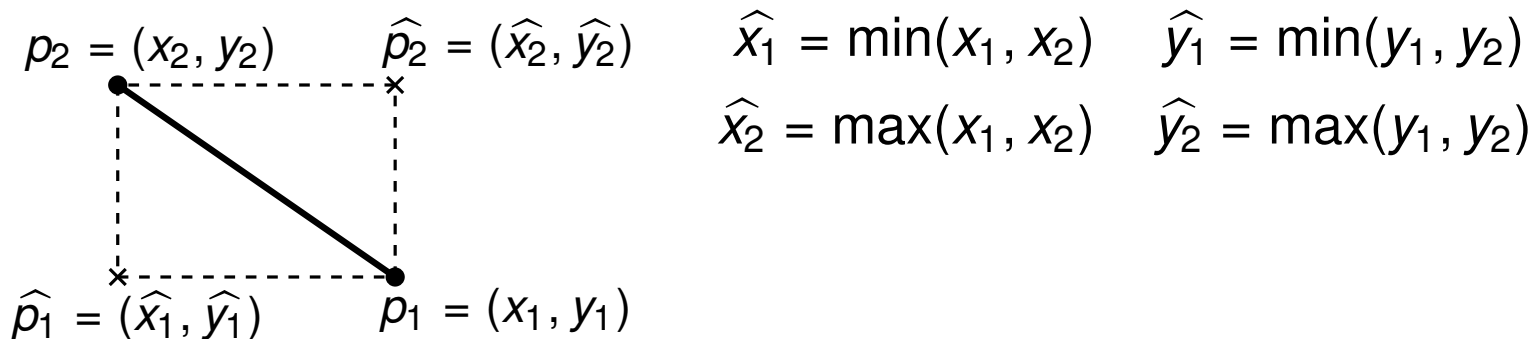 p₂ = (x₂, y₂) p̂₂ = (x̂₂, ŷ₂) x̂₁ = min(x₁, x₂) ŷ₁ = min(y₁, y₂)
x̂₂ = max(x₁, x₂) ŷ₂ = max(y₁, y₂)
p̂₁ = (x̂₁, ŷ₁) p₁ = (x₁, y₁)